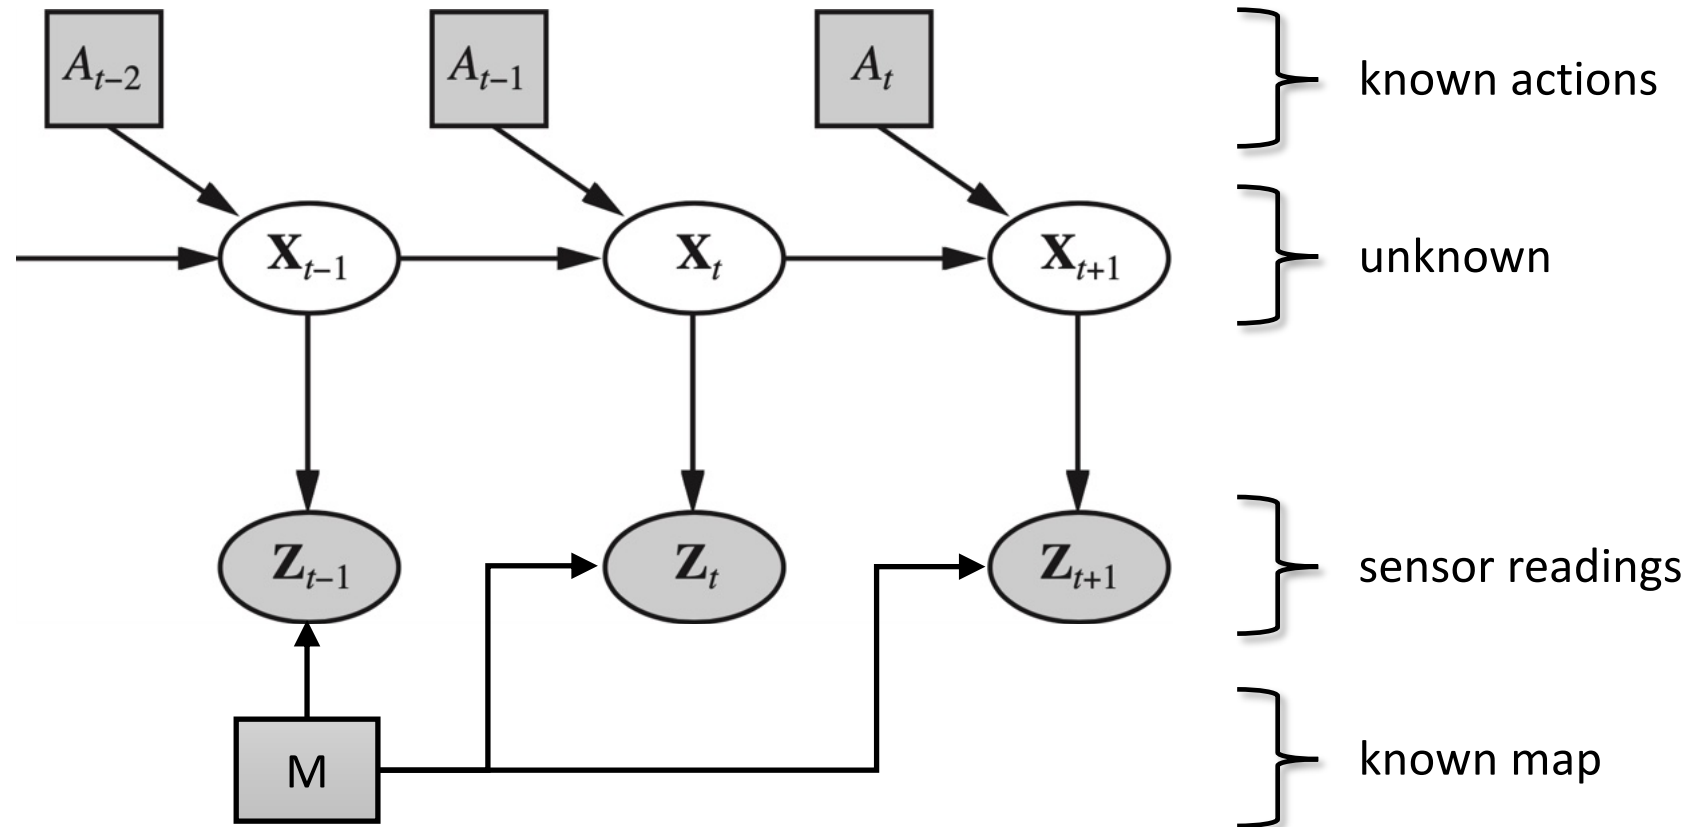 A_{t-2} A_{t-1} A_t known actions
X_{t-1} X_t X_{t+1} unknown
Z_{t-1} Z_t Z_{t+1} sensor readings
M known map